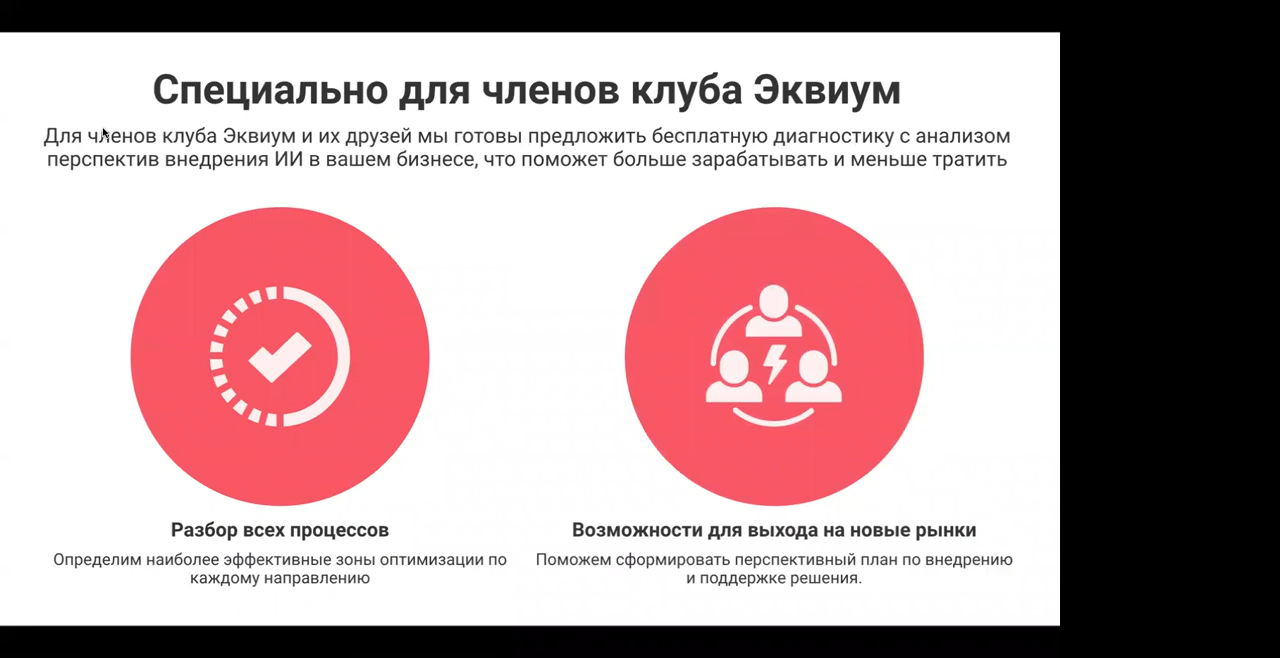 Специально для членов клуба Эквиум
Для членов клуба Эквиум и их друзей мы готовы предложить бесплатную диагностику с анализом
перспектив внедрения ИИ в вашем бизнесе, что поможет больше зарабатывать и меньше тратить
Разбор всех процессов
Определим наиболее эффективные зоны оптимизации по
каждому направлению
Возможности для выхода на новые рынки
Поможем сформировать перспективный план по внедрению
и поддержке решения.